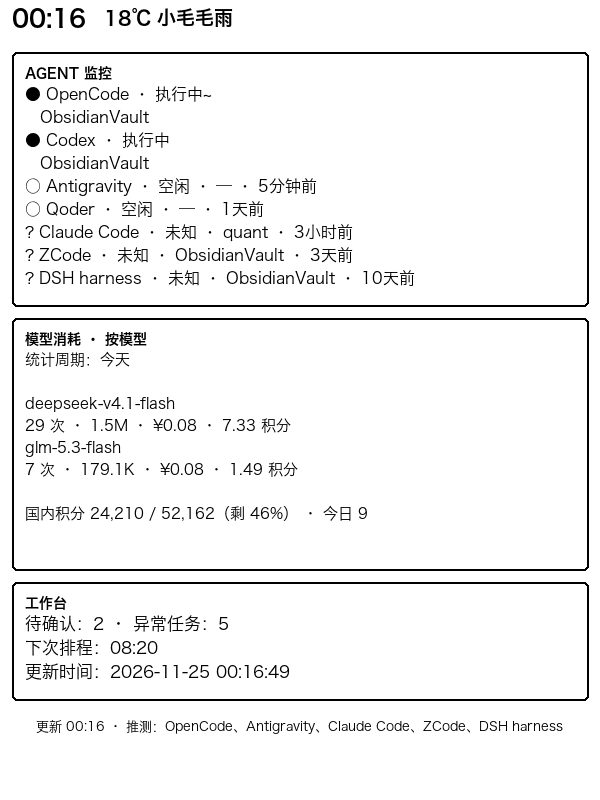 00:16 18℃ 小毛毛雨
AGENT 监控
● OpenCode · 执行中~
ObsidianVault
● Codex · 执行中
ObsidianVault
○ Antigravity · 空闲 · — · 5分钟前
○ Qoder · 空闲 · — · 1天前
? Claude Code · 未知 · quant · 3小时前
? ZCode · 未知 · ObsidianVault · 3天前
? DSH harness · 未知 · ObsidianVault · 10天前
模型消耗 · 按模型
统计周期：今天
deepseek-v4.1-flash
29 次 · 1.5M · ¥0.08 · 7.33 积分
glm-5.3-flash
7 次 · 179.1K · ¥0.08 · 1.49 积分
国内积分 24,210 / 52,162（剩 46%） · 今日 9
工作台
待确认：2 · 异常任务：5
下次排程：08:20
更新时间：2026-11-25 00:16:49
更新 00:16 · 推测：OpenCode、Antigravity、Claude Code、ZCode、DSH harness